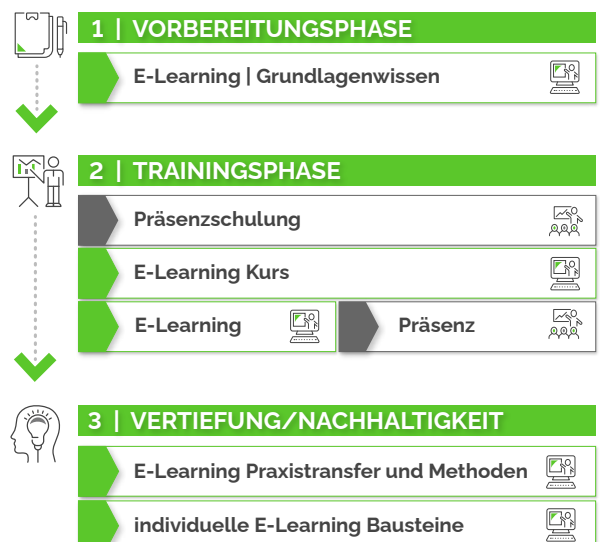 1 | VORBEREITUNGSPHASE
E-Learning | Grundlagenwissen
2 | TRAININGSPHASE
Präsenzschulung
E-Learning Kurs
E-Learning
Präsenz
3 | VERTIEFUNG/NACHHALTIGKEIT
E-Learning Praxistransfer und Methoden
individuelle E-Learning Bausteine